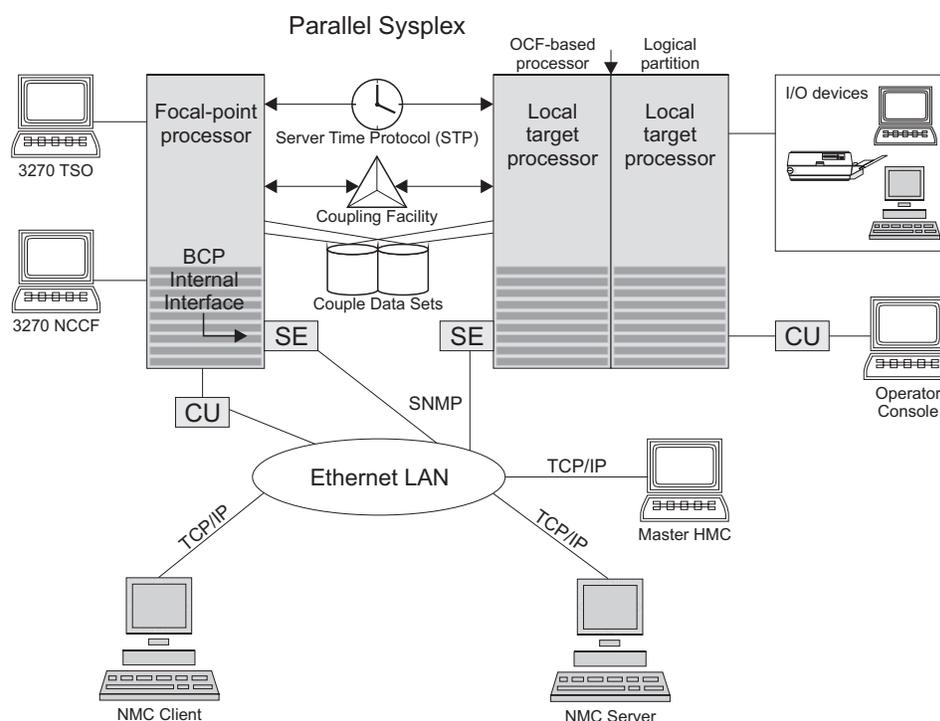 Parallel Sysplex
OCF-based
processor
Logical
partition
3270 TSO
Focal-point
processor
Server Time Protocol (STP)
Local
target
processor
Local
target
processor
I/O devices
Coupling Facility
3270 NCCF
BCP
Internal
Interface
Couple Data Sets
SE
SE
CU
Operator
Console
CU
SNMP
Ethernet LAN
TCP/IP
Master HMC
TCP/IP
TCP/IP
NMC Client
NMC Server